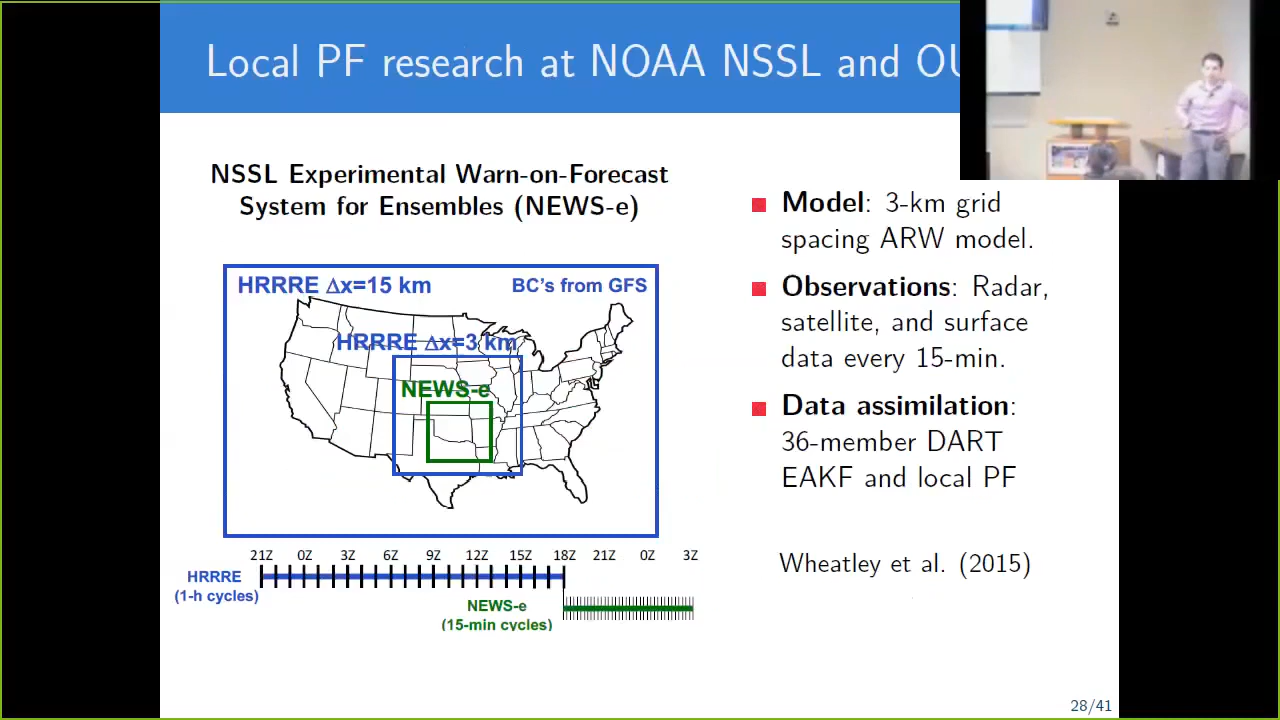 Local PF research at NOAA NSSL and OU
NSSL Experimental Warn-on-Forecast
System for Ensembles (NEWS-e)
HRRRE Δx=15 km
BC's from GFS
HRRRE Δx=3 km
NEWS-e
21Z 0Z 3Z 6Z 9Z 12Z 15Z 18Z 21Z 0Z 3Z
HRRRE
(1-h cycles)
NEWS-e
(15-min cycles)
Model: 3-km grid
spacing ARW model.
Observations: Radar,
satellite, and surface
data every 15-min.
Data assimilation:
36-member DART
EAKF and local PF
Wheatley et al. (2015)
28/41